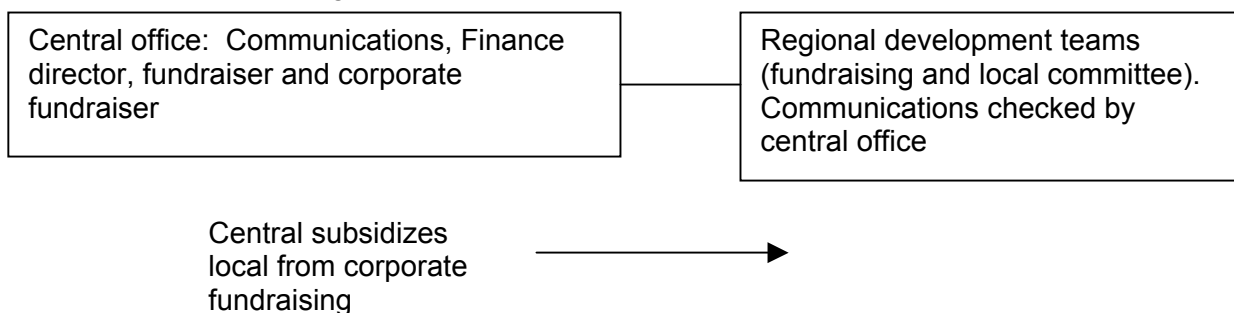 Central office:  Communications, Finance
director, fundraiser and corporate
fundraiser
Regional development teams
(fundraising and local committee).
Communications checked by
central office
Central subsidizes
local from corporate
fundraising